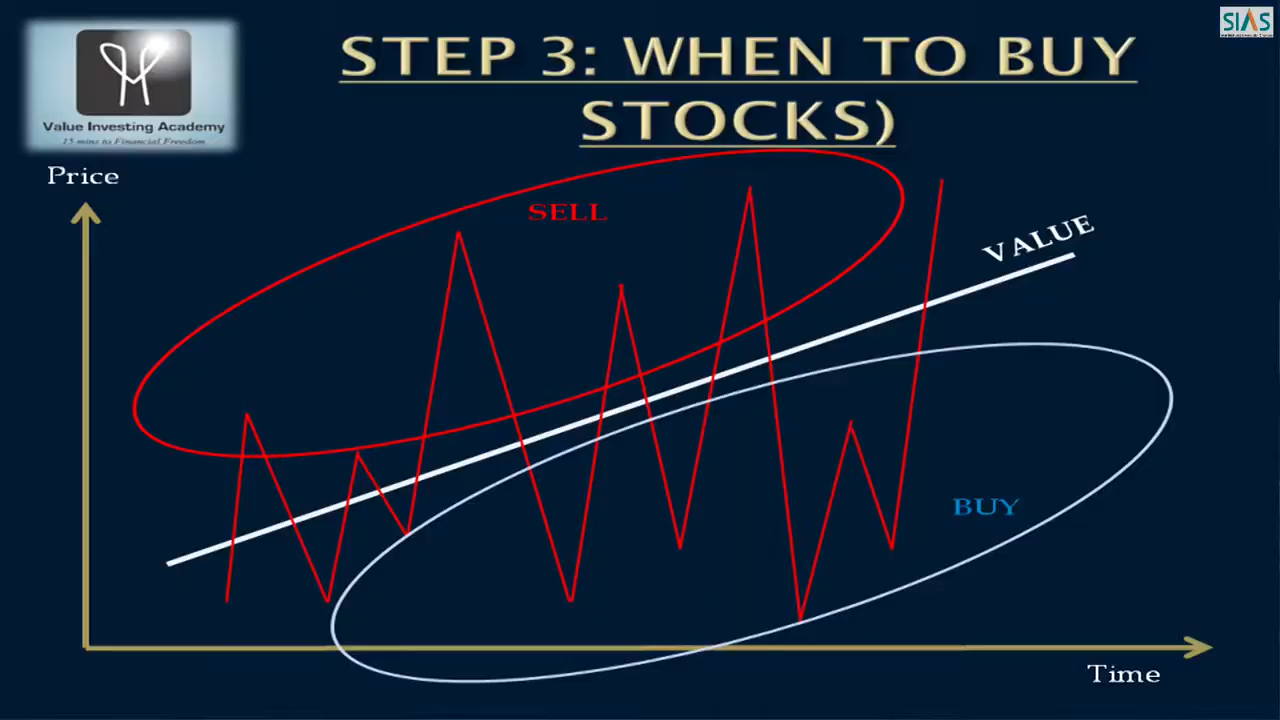 SIAS
STEP 3: WHEN TO BUY
STOCKS)
Value Investing Academy
15 mins to Financial Freedom
Price
SELL
VALUE
BUY
Time